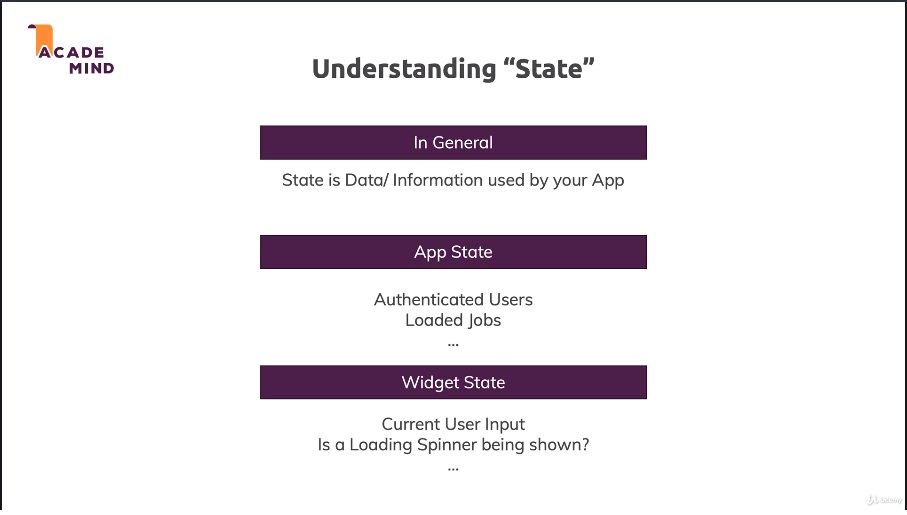 ACADE
MIND
Understanding “State”
In General
State is Data/ Information used by your App
App State
Authenticated Users
Loaded Jobs
...
Widget State
Current User Input
Is a Loading Spinner being shown?
...
Udemy